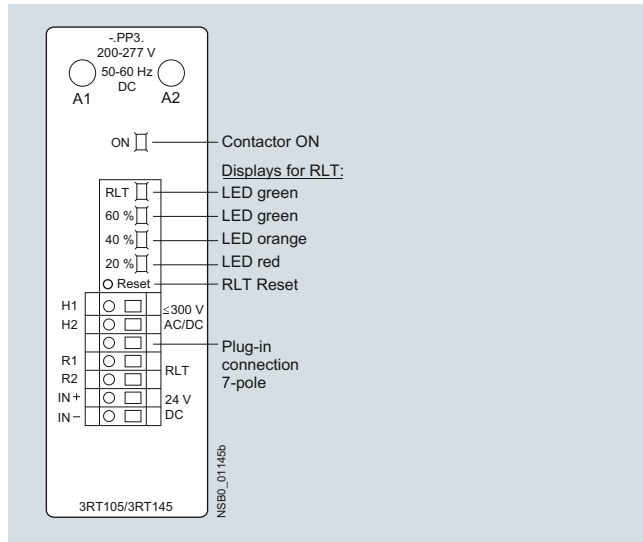 -.PP3.
200-277 V
50-60 Hz
DC
A1 A2
ON Contactor ON
Displays for RLT:
RLT LED green
60 % LED green
40 % LED orange
20 % LED red
Reset RLT Reset
H1 ≤300 V
H2 AC/DC
Plug-in
connection
7-pole
R1 RLT
R2
IN+ 24 V
IN− DC
NSB0_01145b
3RT105/3RT145